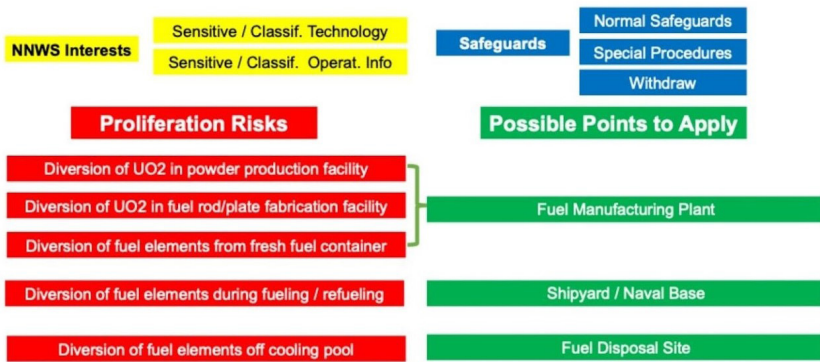 NNWS Interests
Sensitive / Classif. Technology
Sensitive / Classif. Operat. Info
Safeguards
Normal Safeguards
Special Procedures
Withdraw
Proliferation Risks
Possible Points to Apply
Diversion of UO2 in powder production facility
Diversion of UO2 in fuel rod/plate fabrication facility
Diversion of fuel elements from fresh fuel container
Fuel Manufacturing Plant
Diversion of fuel elements during fueling / refueling
Shipyard / Naval Base
Diversion of fuel elements off cooling pool
Fuel Disposal Site